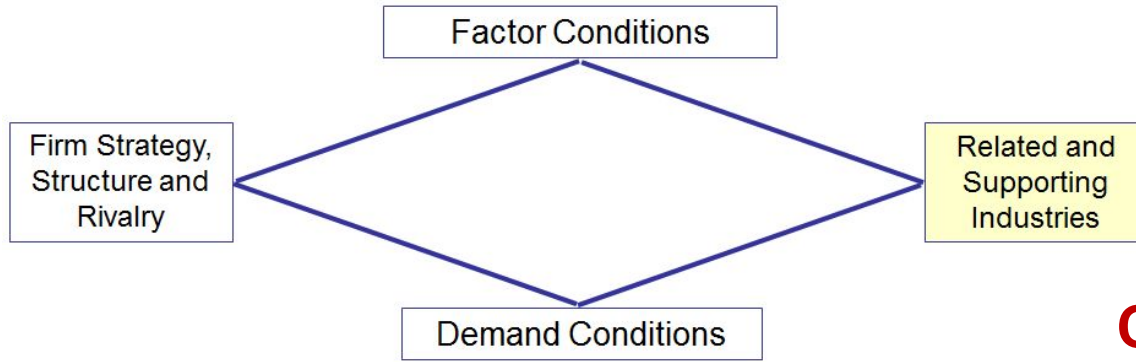 Factor Conditions
Firm Strategy,
Structure and
Rivalry
Related and
Supporting
Industries
Demand Conditions